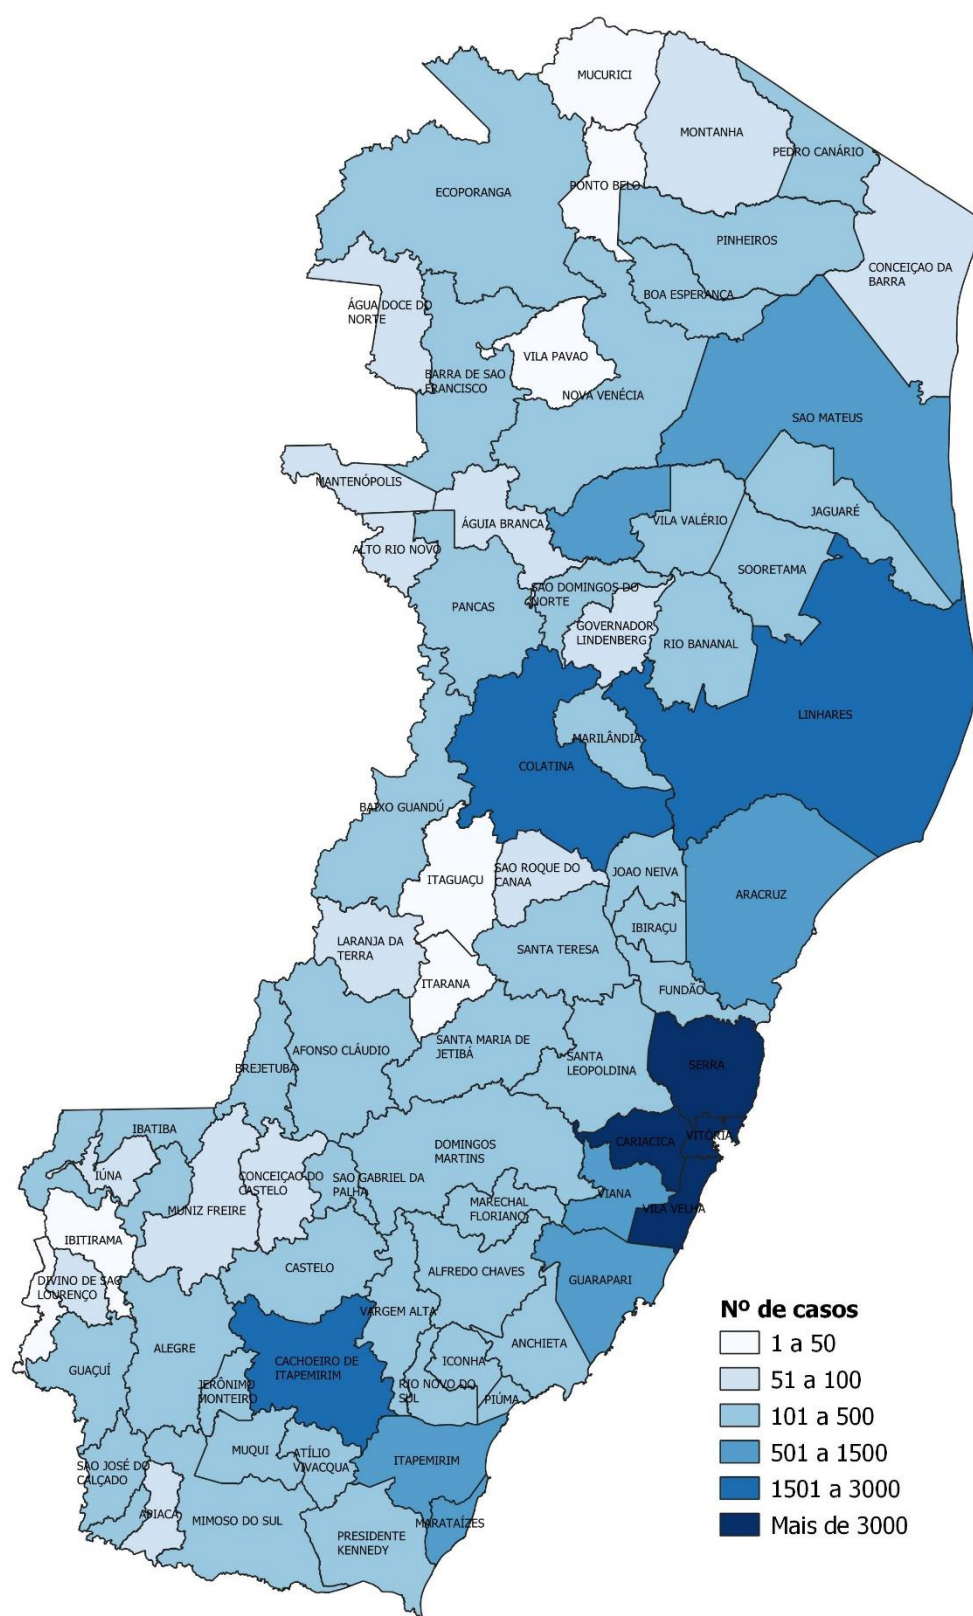 MUCURICI
MONTANHA
PEDRO CANÁRIO
ECOPORANGA
PONTO BELO
PINHEIROS
CONCEIÇAO DA
BARRA
BOA ESPERANÇA
ÁGUA DOCE DO
NORTE
VILA PAVAO
BARRA DE SAO
FRANCISCO
NOVA VENÉCIA
SAO MATEUS
MANTENÓPOLIS
JAGUARÉ
ÁGUIA BRANCA
VILA VALÉRIO
ALTO RIO NOVO
SOORETAMA
SAO DOMINGOS DO
NORTE
PANCAS
GOVERNADOR
LINDENBERG
RIO BANANAL
LINHARES
MARILÂNDIA
COLATINA
BAIXO GUANDÚ
SAO ROQUE DO
CANAA
JOAO NEIVA
ITAGUAÇU
ARACRUZ
IBIRAÇU
LARANJA DA
TERRA
SANTA TERESA
ITARANA
FUNDÃO
SANTA MARIA DE
JETIBÁ
AFONSO CLÁUDIO
SANTA
LEOPOLDINA
SERRA
BREJETUBA
IBATIBA
DOMINGOS
MARTINS
CARIACICA
VITÓRIA
IÚNA
CONCEIÇAO DO
CASTELO
SAO GABRIEL DA
PALHA
MARECHAL
FLORIANO
VIANA
VILA VELHA
MUNIZ FREIRE
IBITIRAMA
CASTELO
ALFREDO CHAVES
GUARAPARI
DIVINO DE SAO
LOURENÇO
VARGEM ALTA
ANCHIETA
ALEGRE
CACHOEIRO DE
ITAPEMIRIM
ICONHA
GUAÇUÍ
JERÔNIMO
MONTEIRO
RIO NOVO DO
SUL
PIÚMA
MUQUI
ATÍLIO
VIVACQUA
ITAPEMIRIM
SAO JOSÉ DO
CALÇADO
APIACÁ
MIMOSO DO SUL
MARATAÍZES
PRESIDENTE
KENNEDY
Nº de casos
1 a 50
51 a 100
101 a 500
501 a 1500
1501 a 3000
Mais de 3000